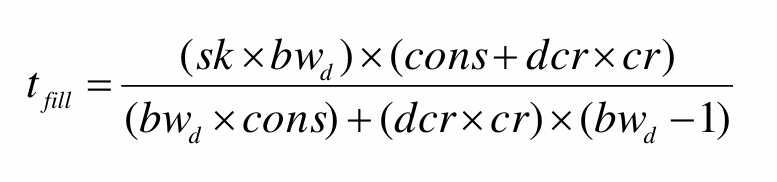 t_fill = (sk × bw_d) × (cons + dcr × cr)
(bw_d × cons) + (dcr × cr) × (bw_d − 1)